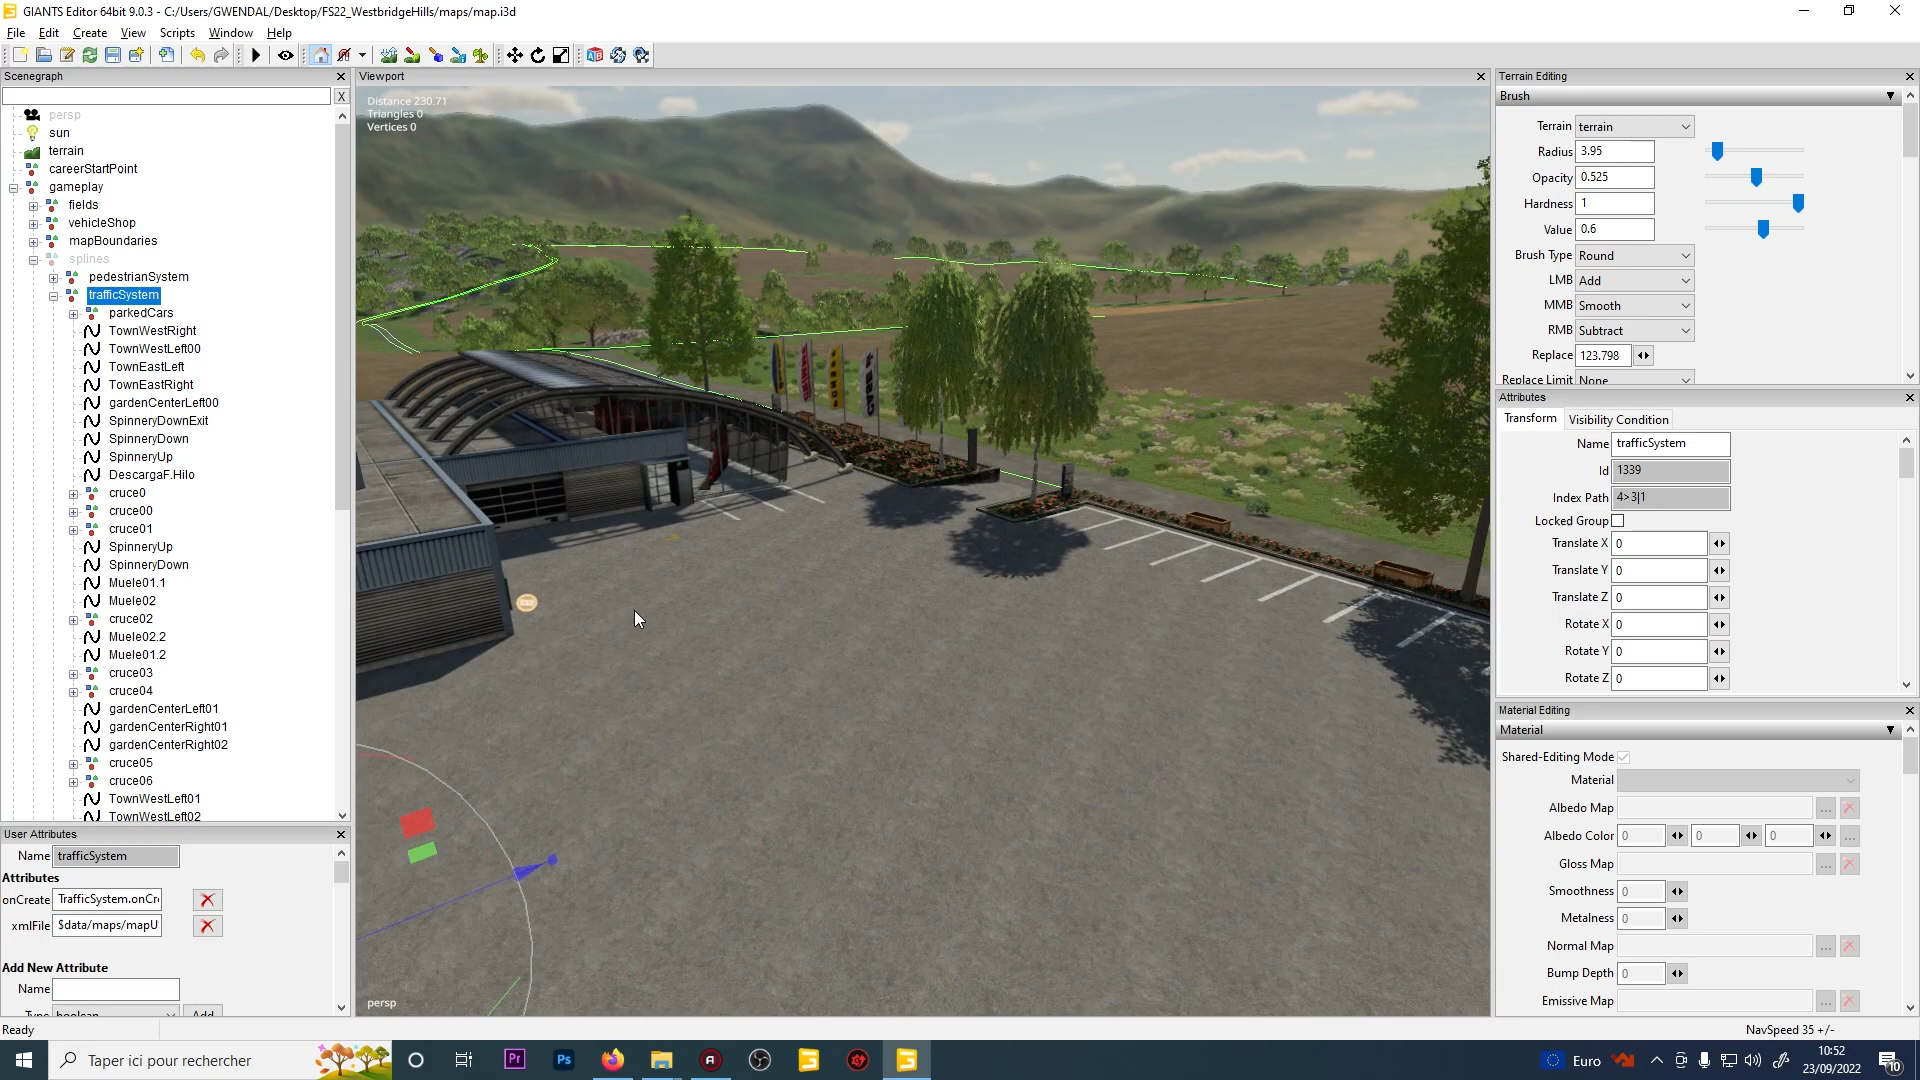 GIANTS Editor 64bit 9.0.3 - C:/Users/GWENDAL/Desktop/FS22_WestbridgeHills/maps/map.i3d
File Edit Create View Scripts Window Help
Scenegraph
X
persp
sun
terrain
careerStartPoint
gameplay
fields
vehicleShop
mapBoundaries
splines
pedestrianSystem
trafficSystem
parkedCars
TownWestRight
TownWestLeft00
TownEastLeft
TownEastRight
gardenCenterLeft00
SpinneryDownExit
SpinneryDown
SpinneryUp
DescargaF.Hilo
cruce0
cruce00
cruce01
SpinneryUp
SpinneryDown
Muele01.1
Muele02
cruce02
Muele02.2
Muele01.2
cruce03
cruce04
gardenCenterLeft01
gardenCenterRight01
gardenCenterRight02
cruce05
cruce06
TownWestLeft01
TownWestLeft02
User Attributes
Name trafficSystem
Attributes
onCreate TrafficSystem.onCr
xmlFile $data/maps/mapU
Add New Attribute
Name
Type boolean Add
Ready
Viewport
Distance 230.71
Triangles 0
Vertices 0
persp
Terrain Editing
Brush
Terrain terrain
Radius 3.95
Opacity 0.525
Hardness 1
Value 0.6
Brush Type Round
LMB Add
MMB Smooth
RMB Subtract
Replace 123.798
Replace Limit None
Attributes
Transform Visibility Condition
Name trafficSystem
Id 1339
Index Path 4>3|1
Locked Group
Translate X 0
Translate Y 0
Translate Z 0
Rotate X 0
Rotate Y 0
Rotate Z 0
Material Editing
Material
Shared-Editing Mode
Material
Albedo Map ...
Albedo Color 0 0 0 ...
Gloss Map ...
Smoothness 0
Metalness 0
Normal Map ...
Bump Depth 0
Emissive Map ...
NavSpeed 35 +/-
Taper ici pour rechercher
Pr
Ps
Euro
10:52
23/09/2022
10